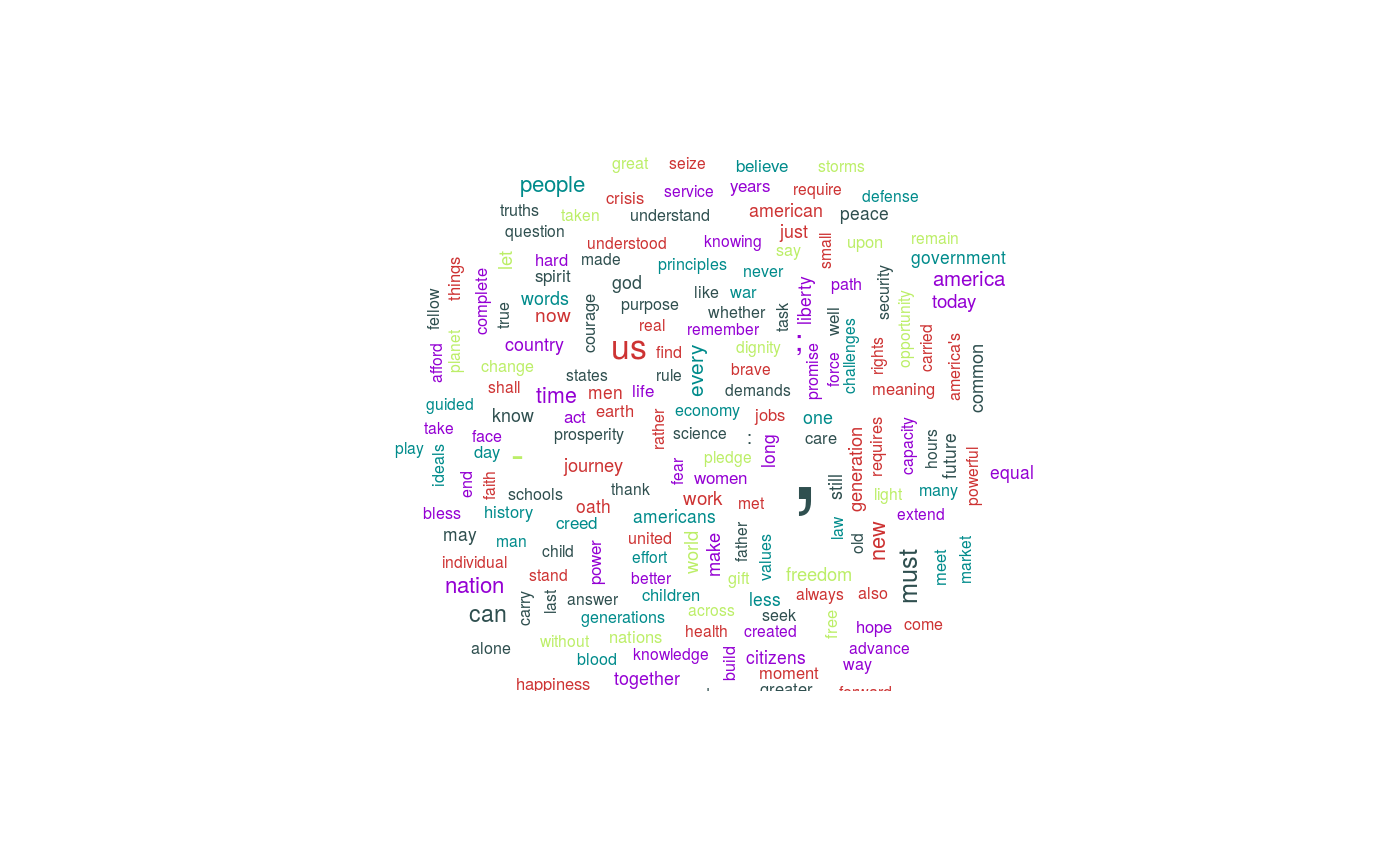 great seize believe storms
people crisis service years require defense
truths taken understand american peace
question understood knowing just say small upon remain
things complete let hard made principles never government
spirit god like war path security america
fellow true words courage purpose whether task liberty well opportunity today
now real remember
afford planet country us find every dignity ; promise force challenges rights carried america's common
change states rule brave
shall time men life demands meaning
guided know act earth rather economy jobs one
take face prosperity science : long care generation requires capacity hours future
play ideals day - journey fear pledge powerful equal
end faith schools thank women still light many
bless history oath work met , extend
creed americans law
may man child power united world make father values old new must meet market
individual effort
nation stand better gift freedom
can carry last answer children less always also
generations across seek free
alone without nations health created hope come
blood knowledge build citizens way advance
happiness together moment
greater forward